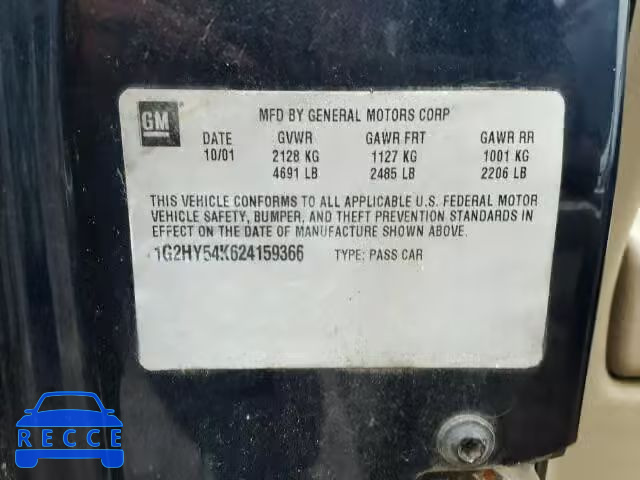 GM
MFD BY GENERAL MOTORS CORP
DATE GVWR GAWR FRT GAWR RR
10/01 2128 KG 1127 KG 1001 KG
4691 LB 2485 LB 2206 LB
THIS VEHICLE CONFORMS TO ALL APPLICABLE U.S. FEDERAL MOTOR
VEHICLE SAFETY, BUMPER, AND THEFT PREVENTION STANDARDS IN
EFFECT ON THE DATE OF MANUFACTURE SHOWN ABOVE.
1G2HY54K624159366 TYPE: PASS CAR
RECCE